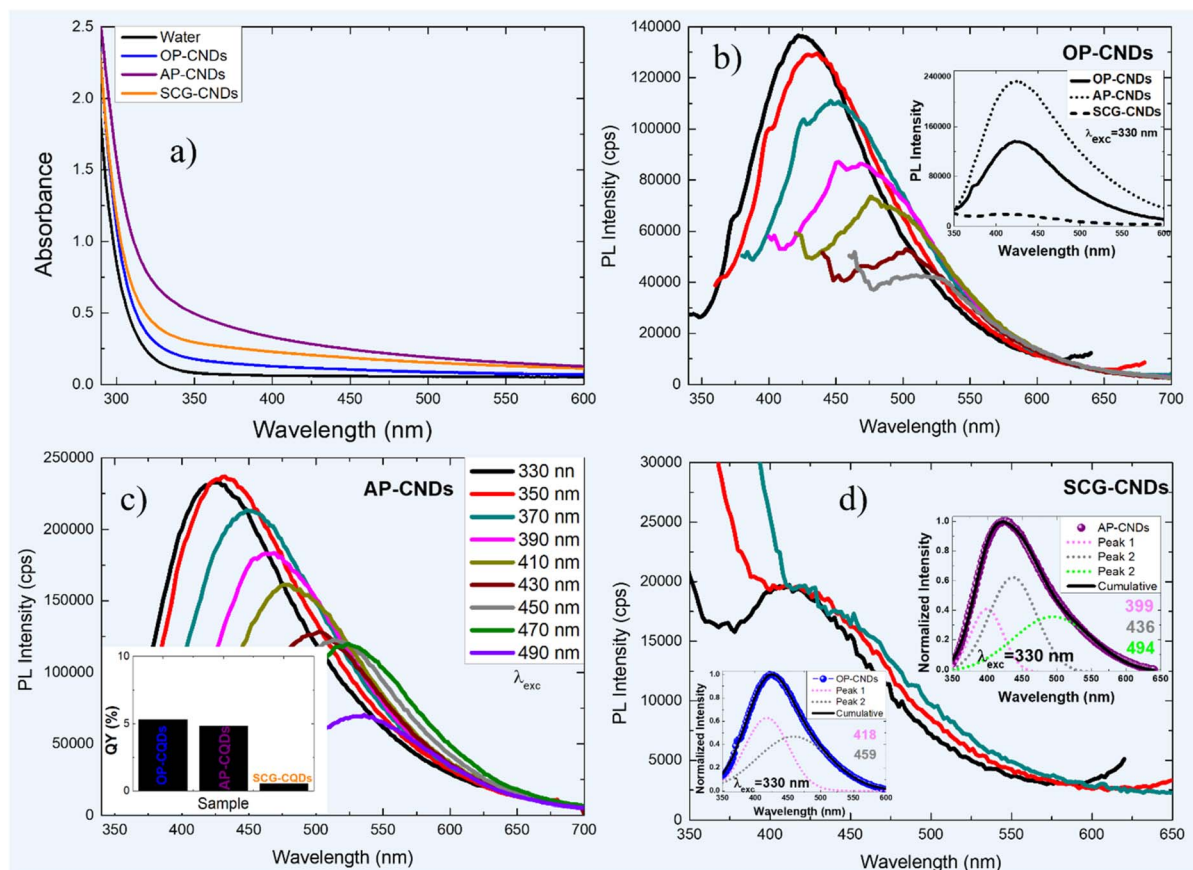 2.5
2.0
1.5
1.0
0.5
0.0
Absorbance
Water
OP-CNDs
AP-CNDs
SCG-CNDs
a)
300
350
400
450
500
550
600
Wavelength (nm)
140000
120000
100000
80000
60000
40000
20000
0
PL Intensity (cps)
b)
OP-CNDs
240000
160000
80000
0
PL Intensity
OP-CNDs
AP-CNDs
SCG-CNDs
λexc=330 nm
350
400
450
500
550
600
Wavelength (nm)
350
400
450
500
550
600
650
700
Wavelength (nm)
250000
200000
150000
100000
50000
0
PL Intensity (cps)
c)
AP-CNDs
330 nn
350 nm
370 nm
390 nm
410 nm
430 nm
450 nm
470 nm
490 nm
λexc
10
5
0
QY (%)
OP-CQDs
AP-CQDs
SCG-CQDs
Sample
350
400
450
500
550
600
650
700
Wavelength (nm)
30000
25000
20000
15000
10000
5000
0
PL Intensity (cps)
d)
SCG-CNDs
1.0
0.8
0.6
0.4
0.2
0.0
Normalized Intensity
AP-CNDs
Peak 1
Peak 2
Peak 2
Cumulative
399
436
494
λexc=330 nm
350
400
450
500
550
600
650
Wavelength (nm)
1.0
0.8
0.6
0.4
0.2
0.0
Normalized Intensity
OP-CNDs
Peak 1
Peak 2
Cumulative
418
459
λexc=330 nm
350
400
450
500
550
600
Wavelength (nm)
350
400
450
500
550
600
650
Wavelength (nm)